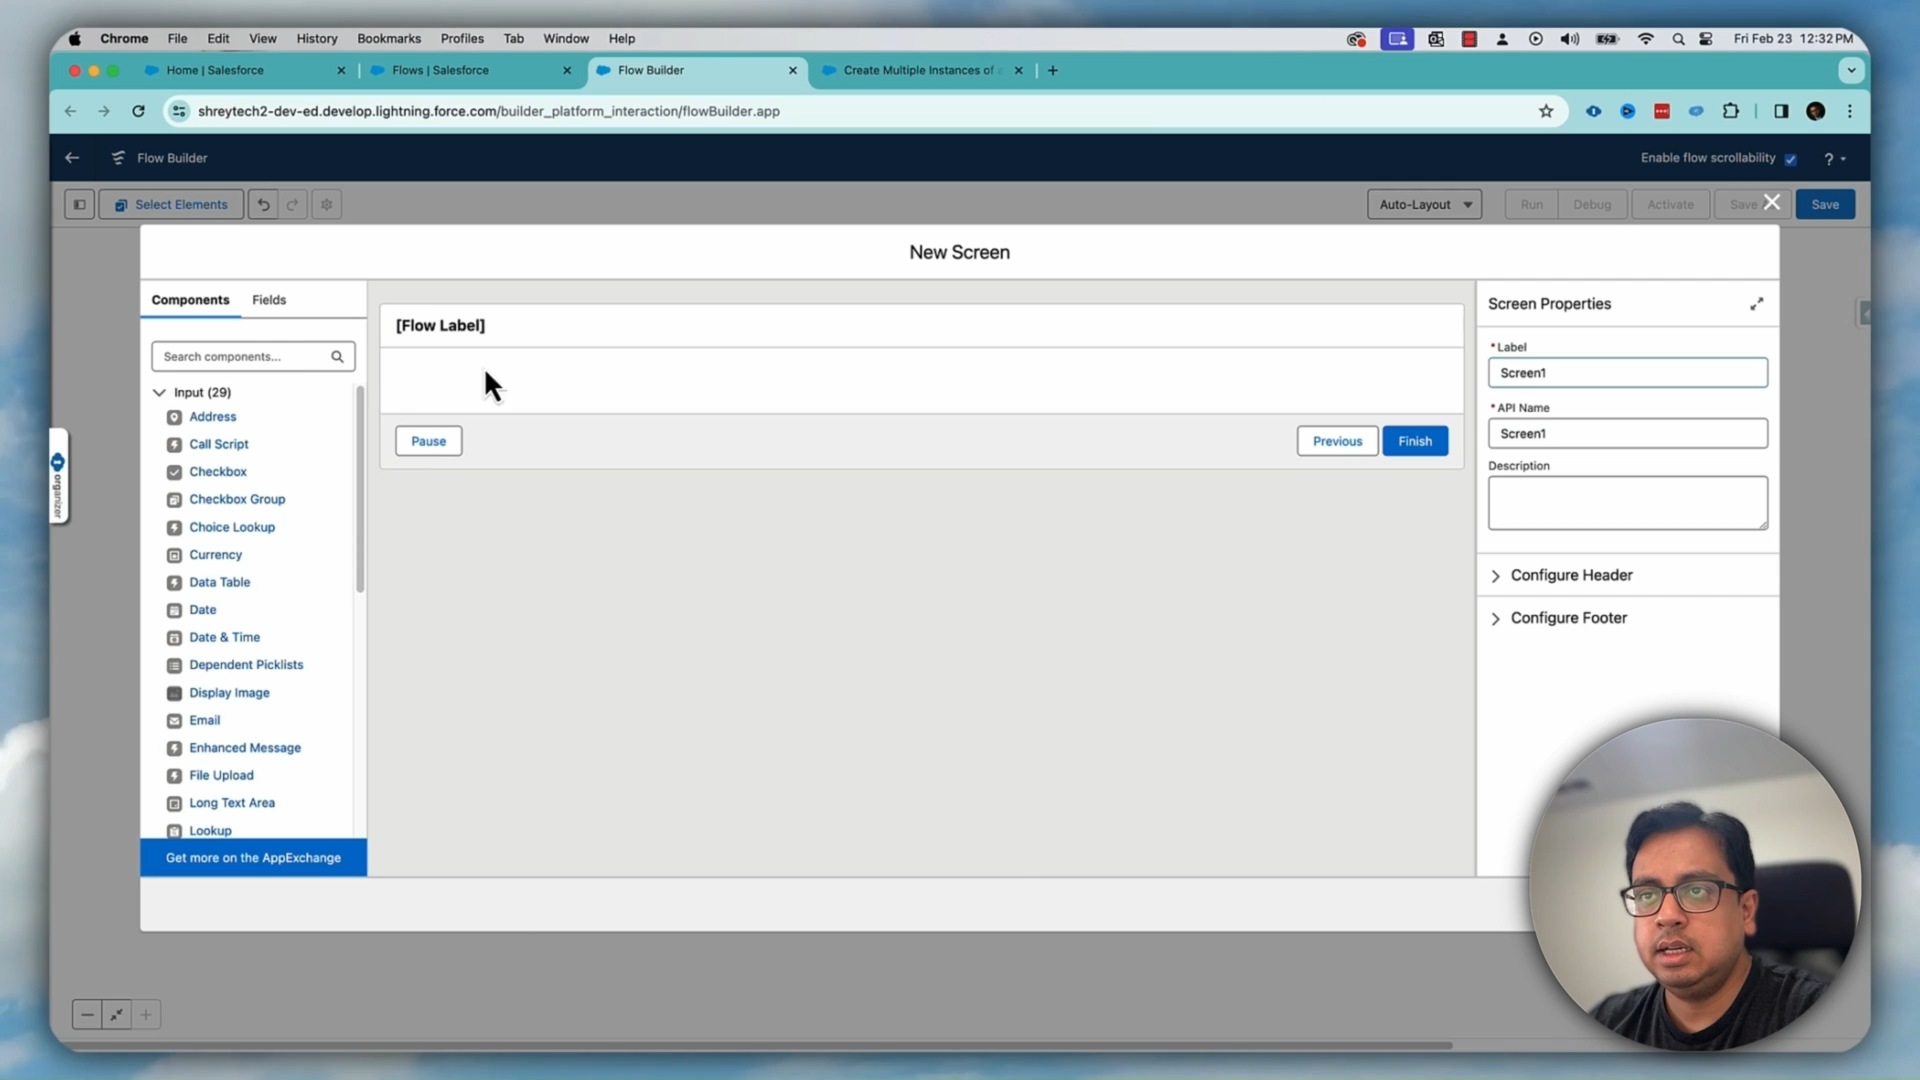 Chrome File Edit View History Bookmarks Profiles Tab Window Help Fri Feb 23 12:32 PM
Home | Salesforce Flows | Salesforce Flow Builder Create Multiple Instances of
shreytech2-dev-ed.develop.lightning.force.com/builder_platform_interaction/flowBuilder.app
Flow Builder Enable flow scrollability ?
Select Elements Auto-Layout Run Debug Activate Save Save
New Screen
Components Fields
Search components...
Input (29)
Address
Call Script
Checkbox
Checkbox Group
Choice Lookup
Currency
Data Table
Date
Date & Time
Dependent Picklists
Display Image
Email
Enhanced Message
File Upload
Long Text Area
Lookup
Get more on the AppExchange
organizer
[Flow Label]
Pause Previous Finish
Screen Properties
*Label
Screen1
*API Name
Screen1
Description
Configure Header
Configure Footer